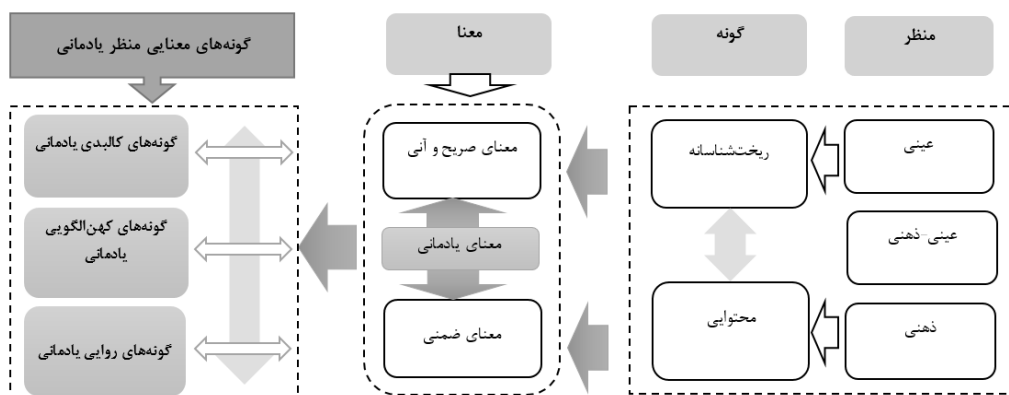 منظر
گونه
معنا
گونه‌های معنایی منظر یادمانی
عینی
عینی-ذهنی
ذهنی
ریخت‌شناسانه
محتوایی
معنای صریح و آنی
معنای یادمانی
معنای ضمنی
گونه‌های کالبدی یادمانی
گونه‌های کهن‌الگویی
یادمانی
گونه‌های روایی یادمانی